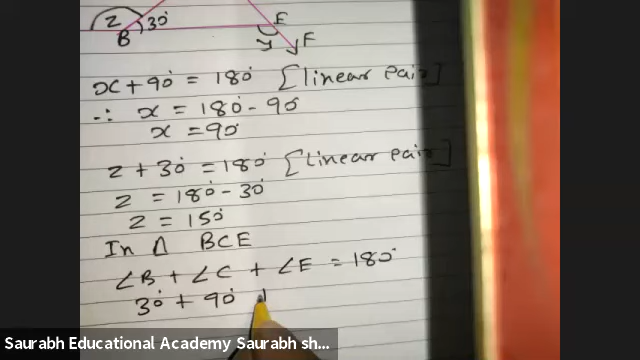 z 30°
B E
y F
x + 90° = 180° [linear pair]
∴ x = 180° - 90°
x = 90°
z + 30° = 180° [linear pair]
z = 180° - 30°
z = 150°
In Δ BCE
∠B + ∠C + ∠E = 180°
30° + 90°
Saurabh Educational Academy Saurabh sh...